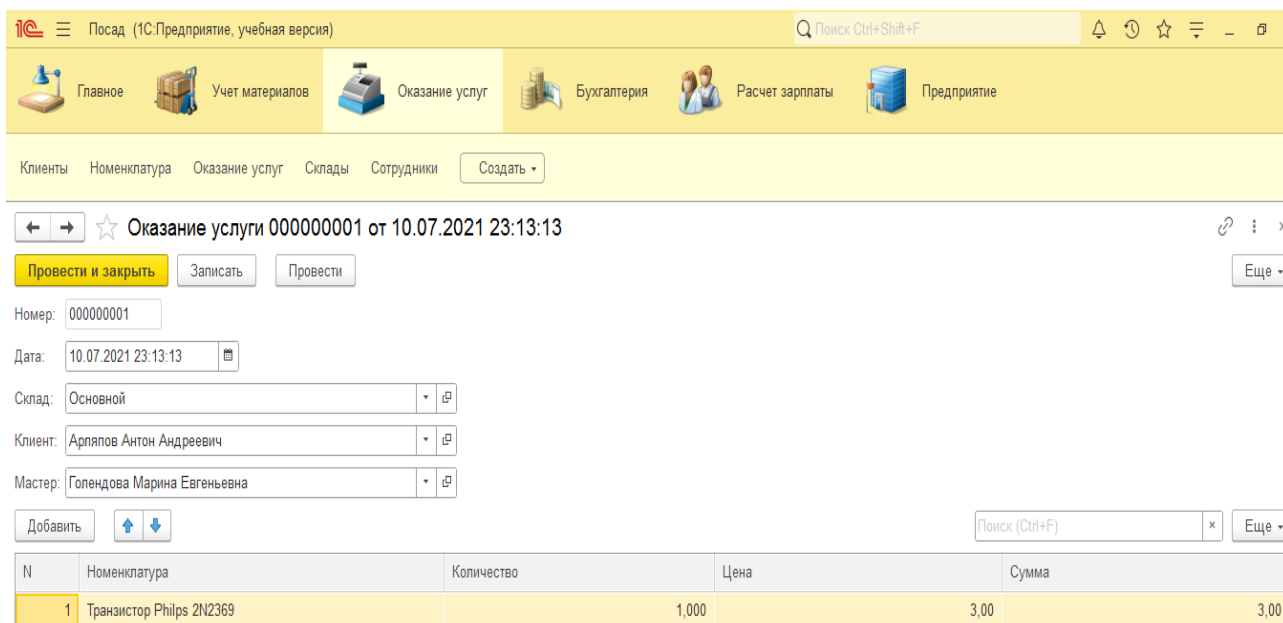 1С Посад (1С:Предприятие, учебная версия) Поиск Ctrl+Shift+F
Главное Учет материалов Оказание услуг Бухгалтерия Расчет зарплаты Предприятие
Клиенты Номенклатура Оказание услуг Склады Сотрудники Создать
Оказание услуги 000000001 от 10.07.2021 23:13:13
Провести и закрыть Записать Провести Еще
Номер: 000000001
Дата: 10.07.2021 23:13:13
Склад: Основной
Клиент: Арляпов Антон Андреевич
Мастер: Голендова Марина Евгеньевна
Добавить Поиск (Ctrl+F) x Еще
N Номенклатура Количество Цена Сумма
1 Транзистор Philps 2N2369 1,000 3,00 3,00